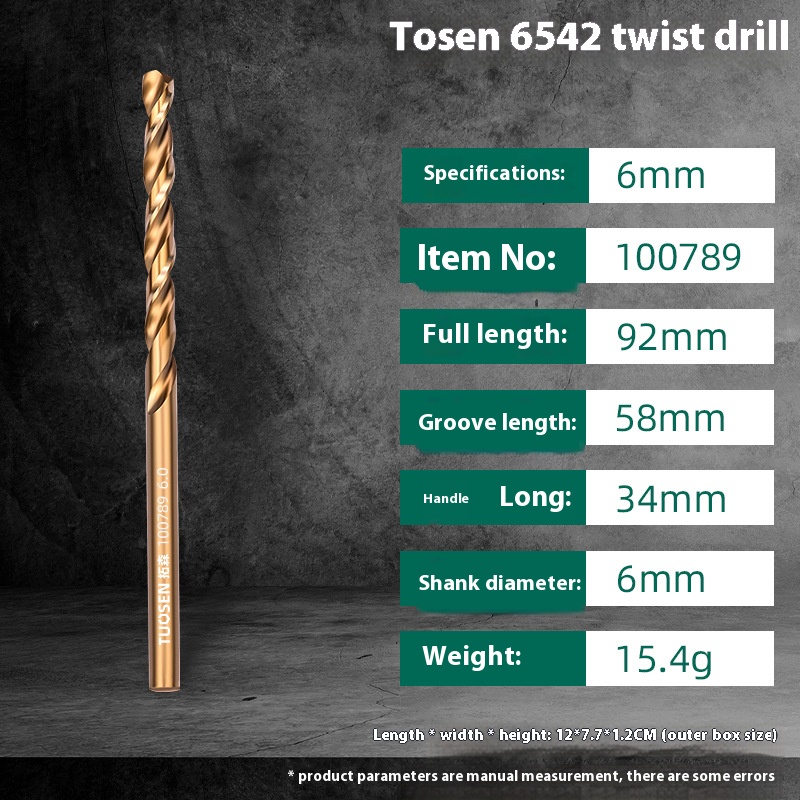 Tosen 6542 twist drill
Specifications: 6mm
Item No: 100789
Full length: 92mm
Groove length: 58mm
Handle Long: 34mm
Shank diameter: 6mm
Weight: 15.4g
TUOSEN 拓森 100789 6.0
Length * width * height: 12*7.7*1.2CM (outer box size)
* product parameters are manual measurement, there are some errors